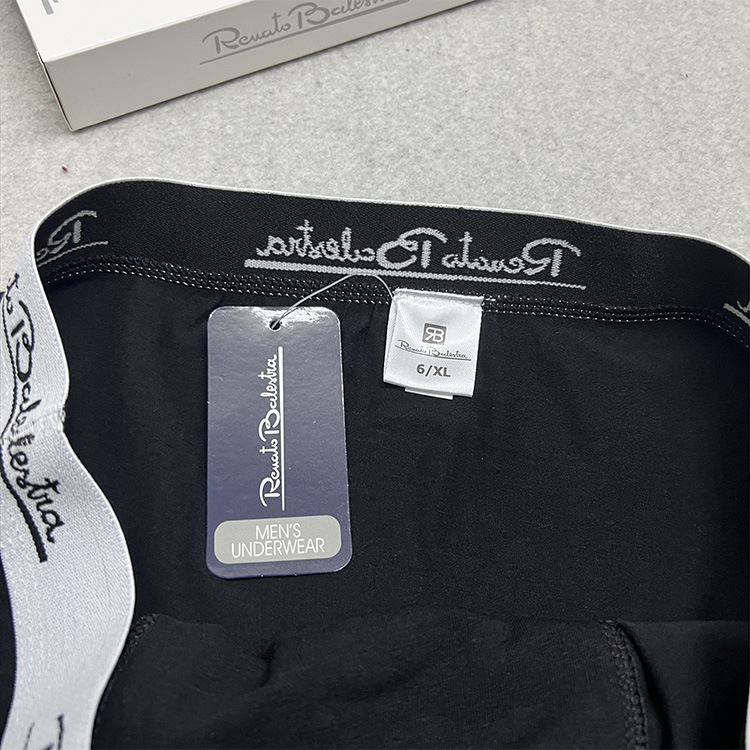 Renato Balestra
Renato Balestra
Renato Balestra
Renato Balestra
MEN'S
UNDERWEAR
RB
Renato Balestra
6/XL